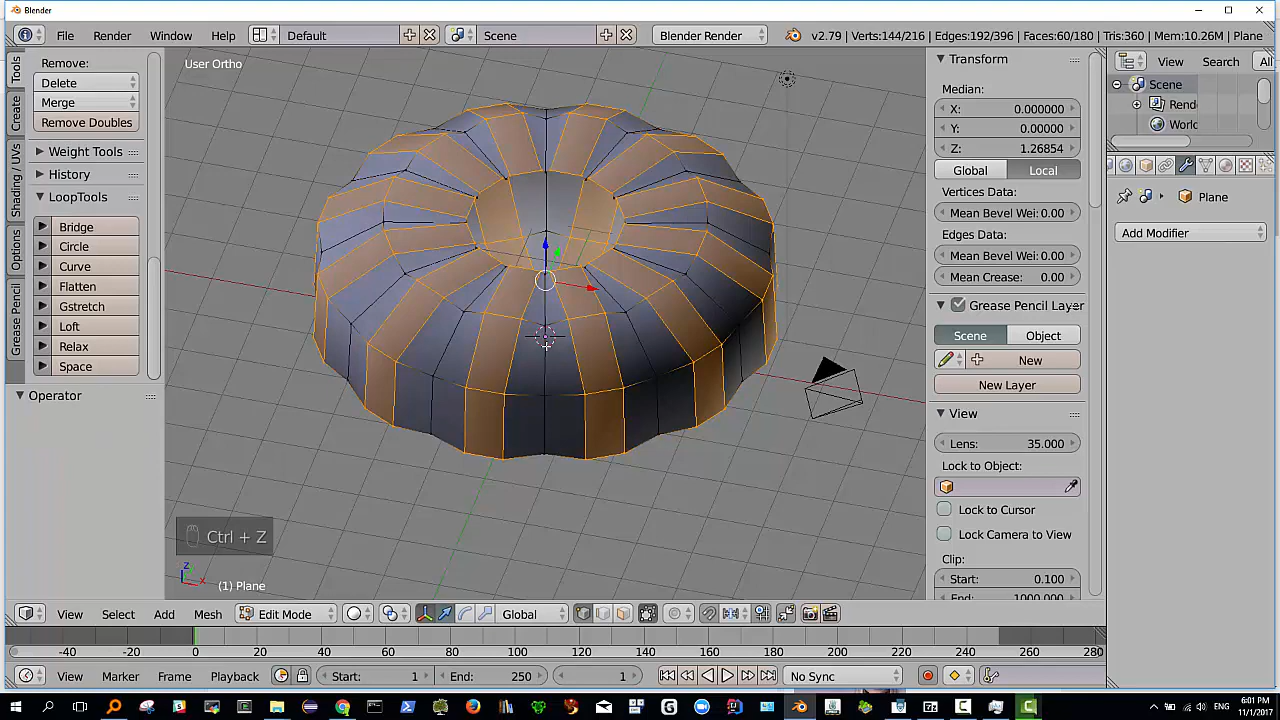 Blender
File Render Window Help Default Scene Blender Render v2.79 | Verts:144/216 | Edges:192/396 | Faces:60/180 | Tris:360 | Mem:10.26M | Plane
Tools
Create
Shading / UVs
Options
Grease Pencil
Remove:
Delete
Merge
Remove Doubles
Weight Tools
History
LoopTools
Bridge
Circle
Curve
Flatten
Gstretch
Loft
Relax
Space
Operator
User Ortho
Ctrl + Z
z
x
(1) Plane
Transform
Median:
X: 0.000000
Y: 0.00000
Z: 1.26854
Global Local
Vertices Data:
Mean Bevel Wei: 0.00
Edges Data:
Mean Bevel Wei: 0.00
Mean Crease: 0.00
Grease Pencil Layer
Scene Object
New
New Layer
View
Lens: 35.000
Lock to Object:
Lock to Cursor
Lock Camera to View
Clip:
Start: 0.100
End: 1000.000
View Search All
Scene
Rend
World
Plane
Add Modifier
View Select Add Mesh Edit Mode Global
-40 -20 0 20 40 60 80 100 120 140 160 180 200 220 240 260 280
View Marker Frame Playback Start: 1 End: 250 1 No Sync
ENG
6:01 PM
11/1/2017